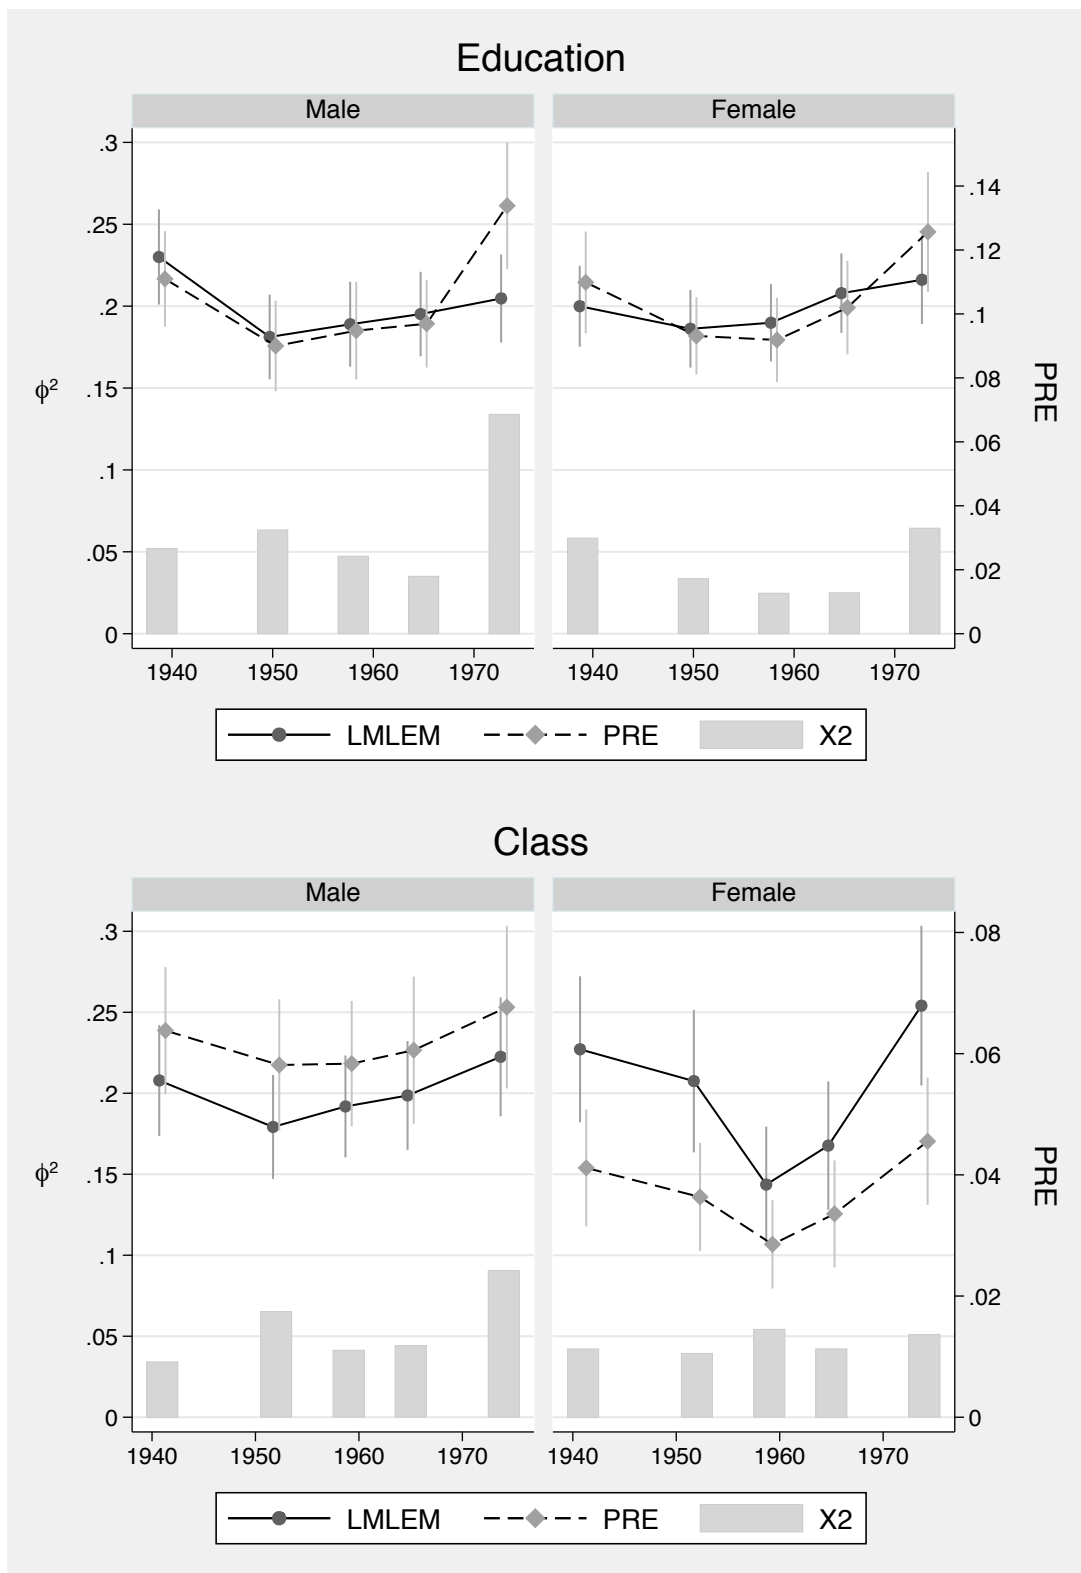 Education
Male Female
.3
.25
.2
.15
.1
.05
0
ϕ²
.14
.12
.1
.08
.06
.04
.02
0
PRE
1940 1950 1960 1970 1940 1950 1960 1970
LMLEM PRE X2
Class
Male Female
.3
.25
.2
.15
.1
.05
0
ϕ²
.08
.06
.04
.02
0
PRE
1940 1950 1960 1970 1940 1950 1960 1970
LMLEM PRE X2